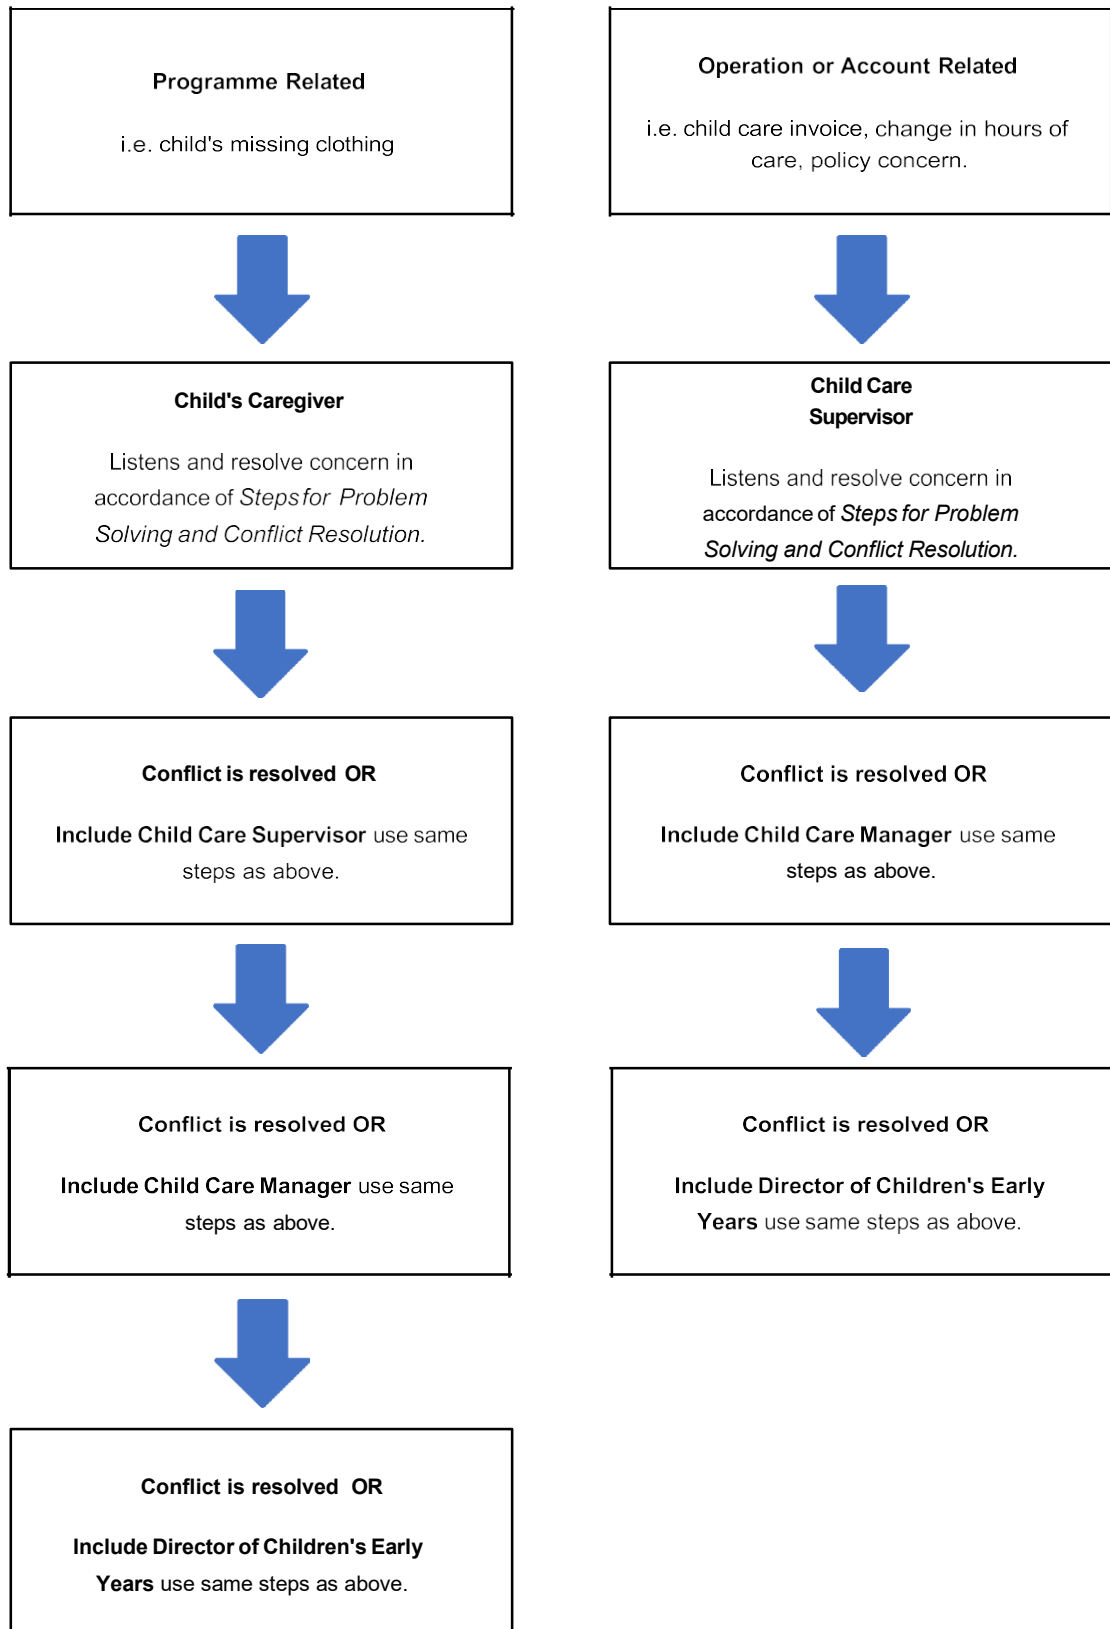 Programme Related
i.e. child's missing clothing
Child's Caregiver
Listens and resolve concern in
accordance of Steps for Problem
Solving and Conflict Resolution.
Conflict is resolved OR
Include Child Care Supervisor use same
steps as above.
Conflict is resolved OR
Include Child Care Manager use same
steps as above.
Conflict is resolved OR
Include Director of Children's Early
Years use same steps as above.
Operation or Account Related
i.e. child care invoice, change in hours of
care, policy concern.
Child Care
Supervisor
Listens and resolve concern in
accordance of Steps for Problem
Solving and Conflict Resolution.
Conflict is resolved OR
Include Child Care Manager use same
steps as above.
Conflict is resolved OR
Include Director of Children's Early
Years use same steps as above.